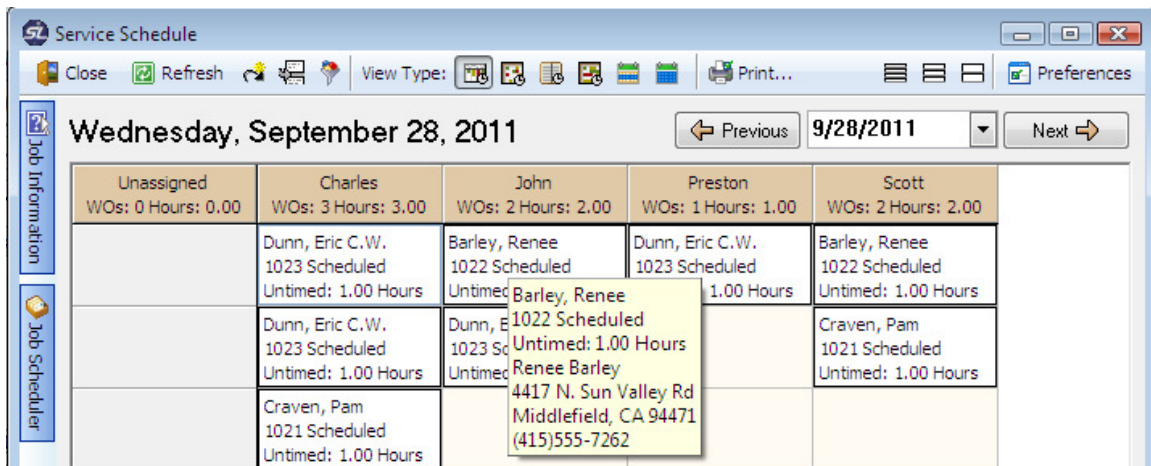 Service Schedule
Close Refresh View Type: Print... Preferences
Job Information
Job Scheduler
Wednesday, September 28, 2011
Previous 9/28/2011 Next
Unassigned
WOs: 0 Hours: 0.00
Charles
WOs: 3 Hours: 3.00
John
WOs: 2 Hours: 2.00
Preston
WOs: 1 Hours: 1.00
Scott
WOs: 2 Hours: 2.00
Dunn, Eric C.W.
1023 Scheduled
Untimed: 1.00 Hours
Dunn, Eric C.W.
1023 Scheduled
Untimed: 1.00 Hours
Craven, Pam
1021 Scheduled
Untimed: 1.00 Hours
Barley, Renee
1022 Scheduled
Untimed
Dunn, E
1023 Sc
Untimed
Barley, Renee
1022 Scheduled
Untimed: 1.00 Hours
Renee Barley
4417 N. Sun Valley Rd
Middlefield, CA 94471
(415)555-7262
Dunn, Eric C.W.
1023 Scheduled
1.00 Hours
Barley, Renee
1022 Scheduled
Untimed: 1.00 Hours
Craven, Pam
1021 Scheduled
Untimed: 1.00 Hours